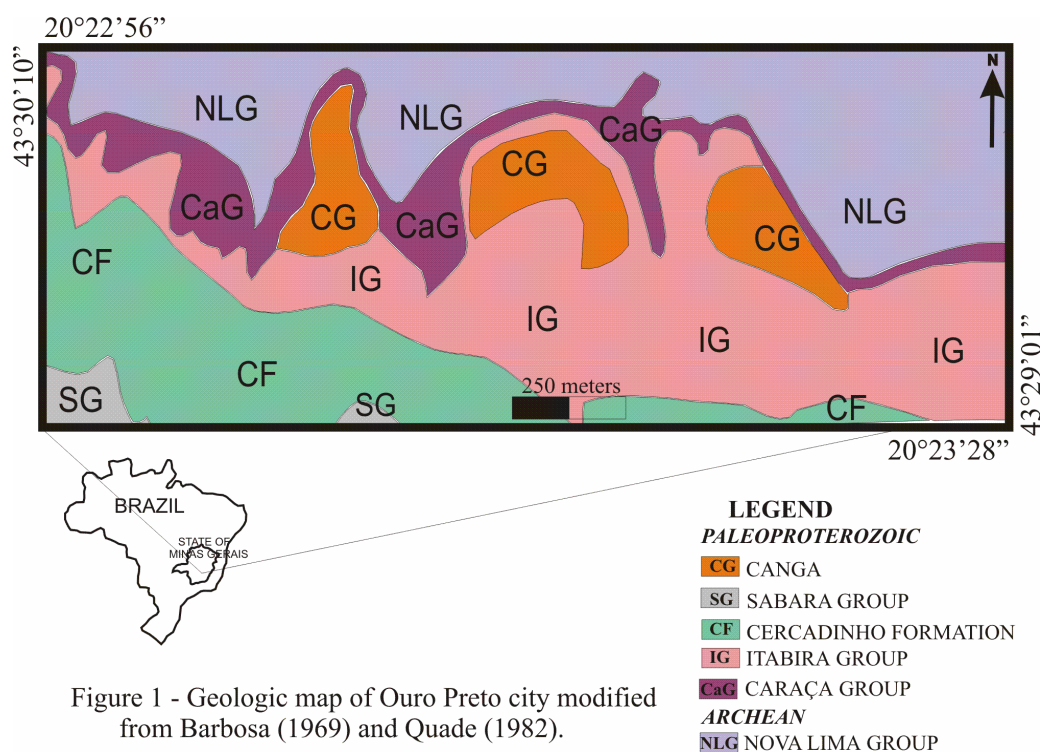 20°22’56”
43°30’10”
N
NLG
NLG
CaG
CG
CaG
CG
CaG
CG
NLG
CF
IG
IG
IG
IG
CF
SG
SG
250 meters
CF
43°29’01”
20°23’28”
BRAZIL
STATE OF
MINAS GERAIS
LEGEND
PALEOPROTEROZOIC
CG CANGA
SG SABARA GROUP
CF CERCADINHO FORMATION
IG ITABIRA GROUP
CaG CARAÇA GROUP
ARCHEAN
NLG NOVA LIMA GROUP
Figure 1 - Geologic map of Ouro Preto city modified
from Barbosa (1969) and Quade (1982).